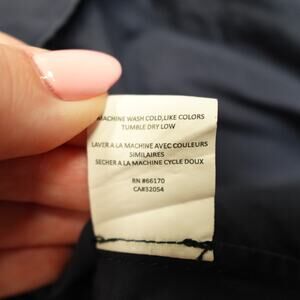 MACHINE WASH COLD,LIKE COLORS
TUMBLE DRY LOW
LAVER A LA MACHINE AVEC COULEURS
SIMILAIRES
SECHER A LA MACHINE CYCLE DOUX
RN #66170
CA#32054